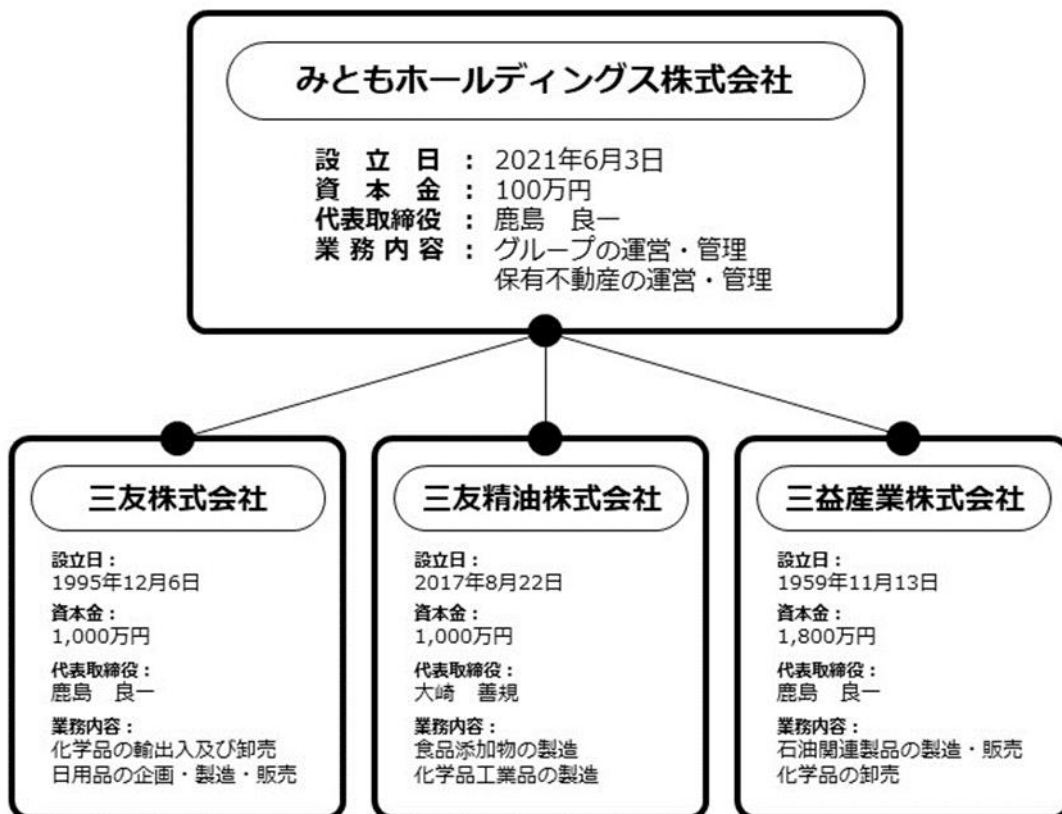 みともホールディングス株式会社
設立日：2021年6月3日
資本金：100万円
代表取締役：鹿島　良一
業務内容：グループの運営・管理
保有不動産の運営・管理
三友株式会社
設立日：
1995年12月6日
資本金：
1,000万円
代表取締役：
鹿島　良一
業務内容：
化学品の輸出入及び卸売
日用品の企画・製造・販売
三友精油株式会社
設立日：
2017年8月22日
資本金：
1,000万円
代表取締役：
大崎　善規
業務内容：
食品添加物の製造
化学品工業品の製造
三益産業株式会社
設立日：
1959年11月13日
資本金：
1,800万円
代表取締役：
鹿島　良一
業務内容：
石油関連製品の製造・販売
化学品の卸売